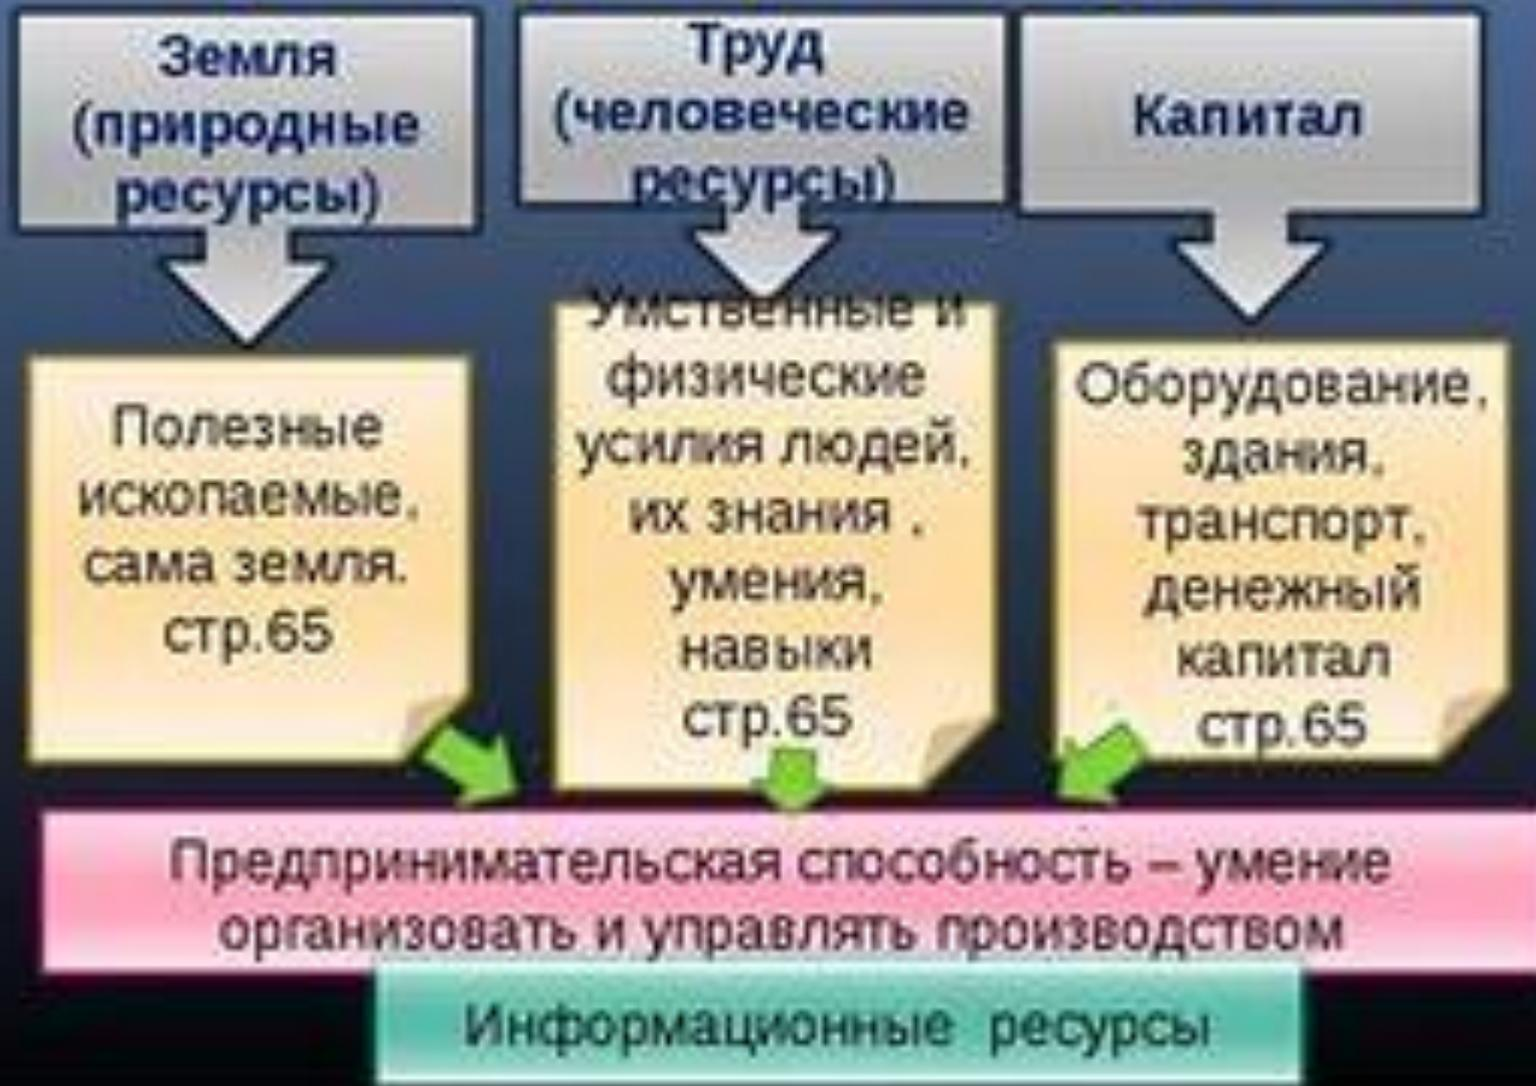 Земля
(природные
ресурсы)
Труд
(человеческие
ресурсы)
Капитал
Полезные
ископаемые,
сама земля.
стр.65
Умственные и
физические
усилия людей,
их знания ,
умения,
навыки
стр.65
Оборудование,
здания,
транспорт,
денежный
капитал
стр.65
Предпринимательская способность – умение
организовать и управлять производством
Информационные ресурсы